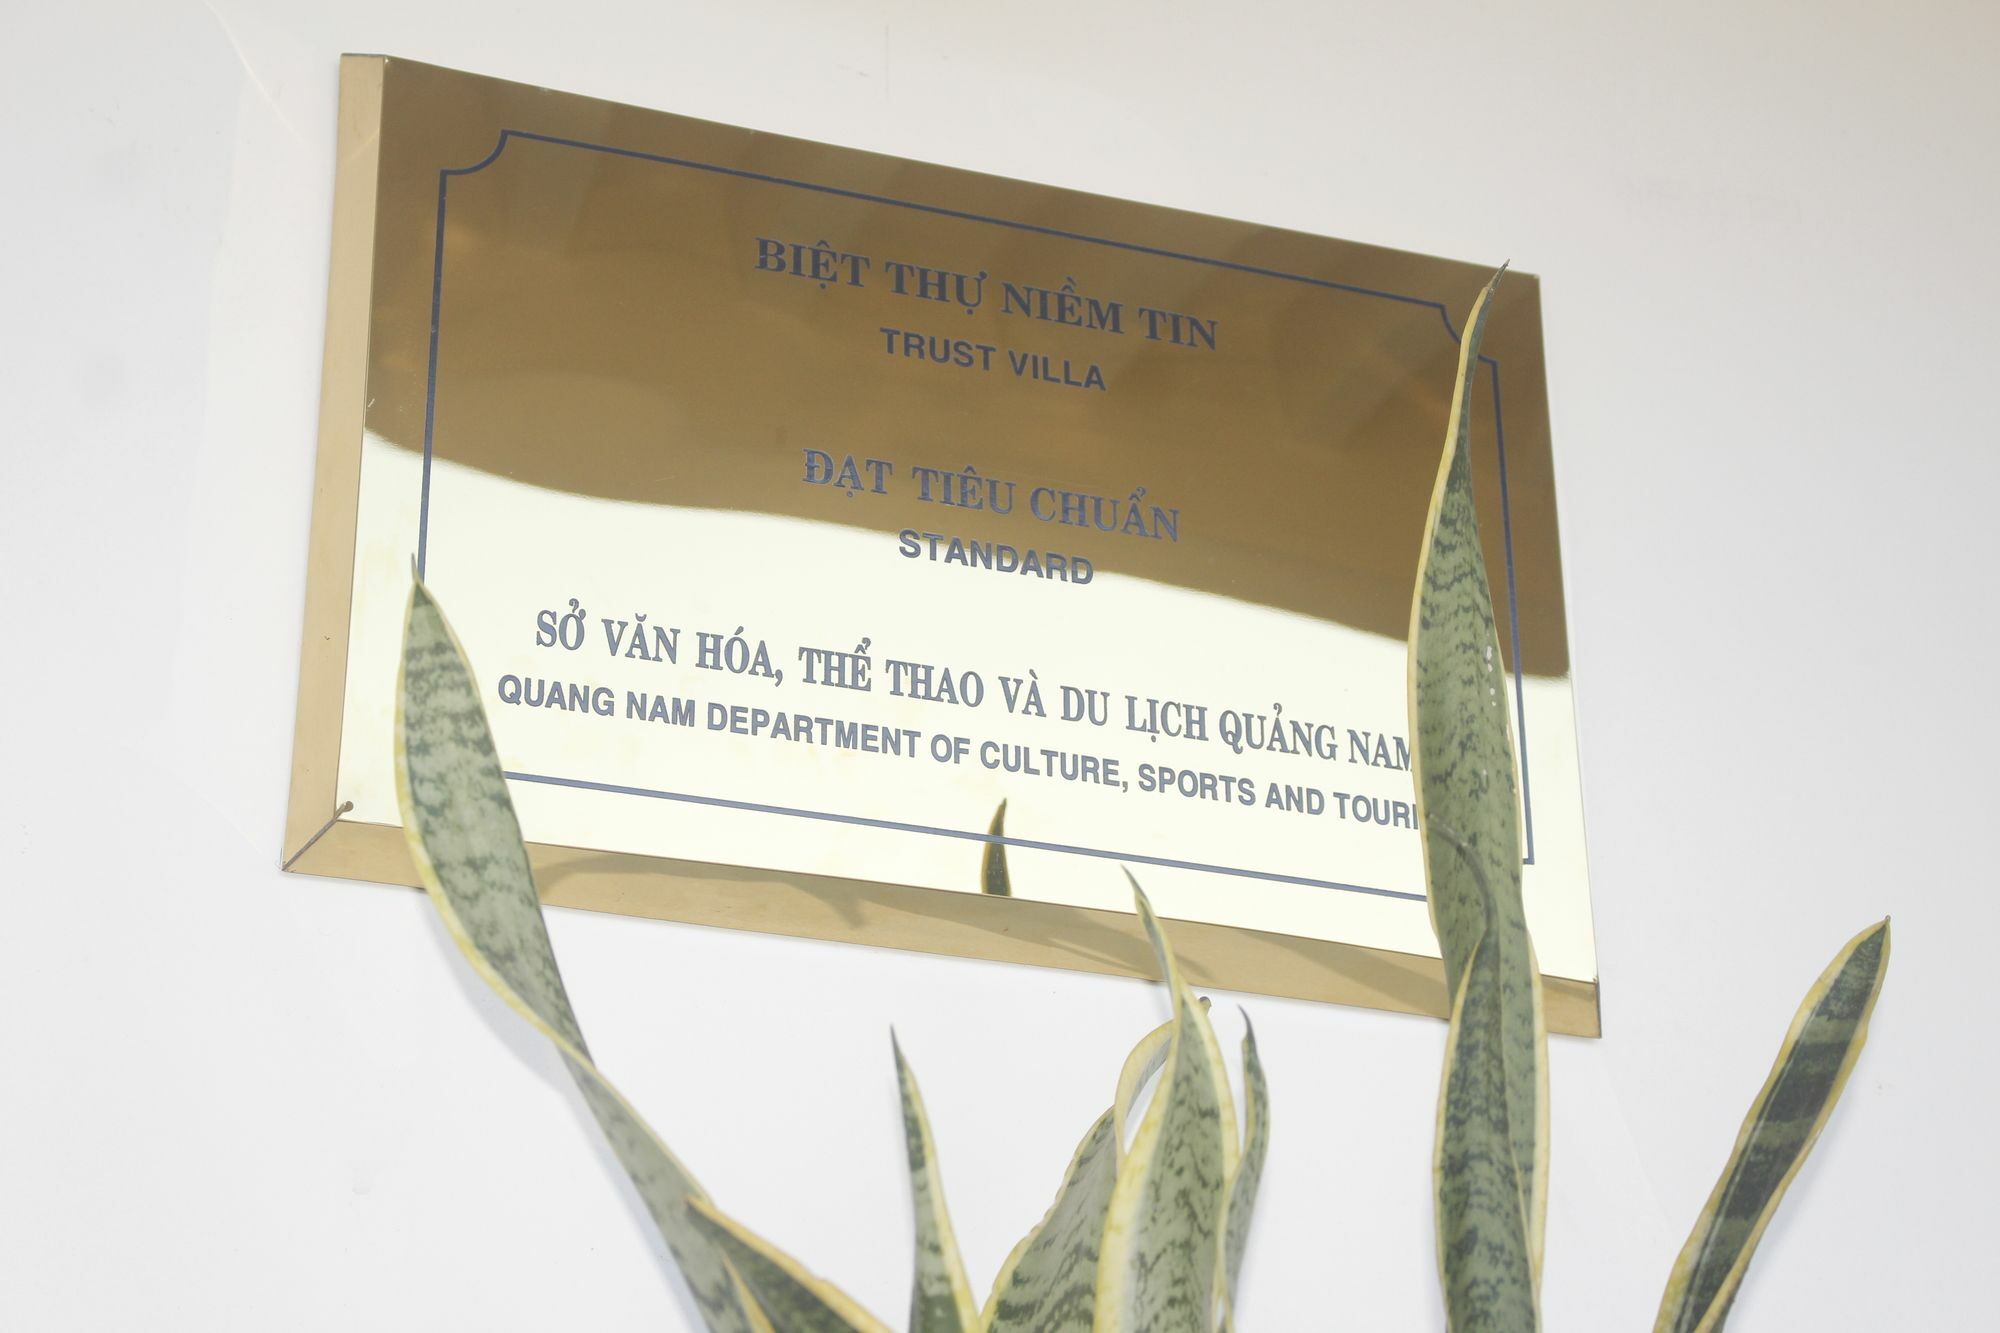 BIỆT THỰ NIỀM TIN
TRUST VILLA
ĐẠT TIÊU CHUẨN
STANDARD
SỞ VĂN HÓA, THỂ THAO VÀ DU LỊCH QUẢNG NAM
QUANG NAM DEPARTMENT OF CULTURE, SPORTS AND TOURI